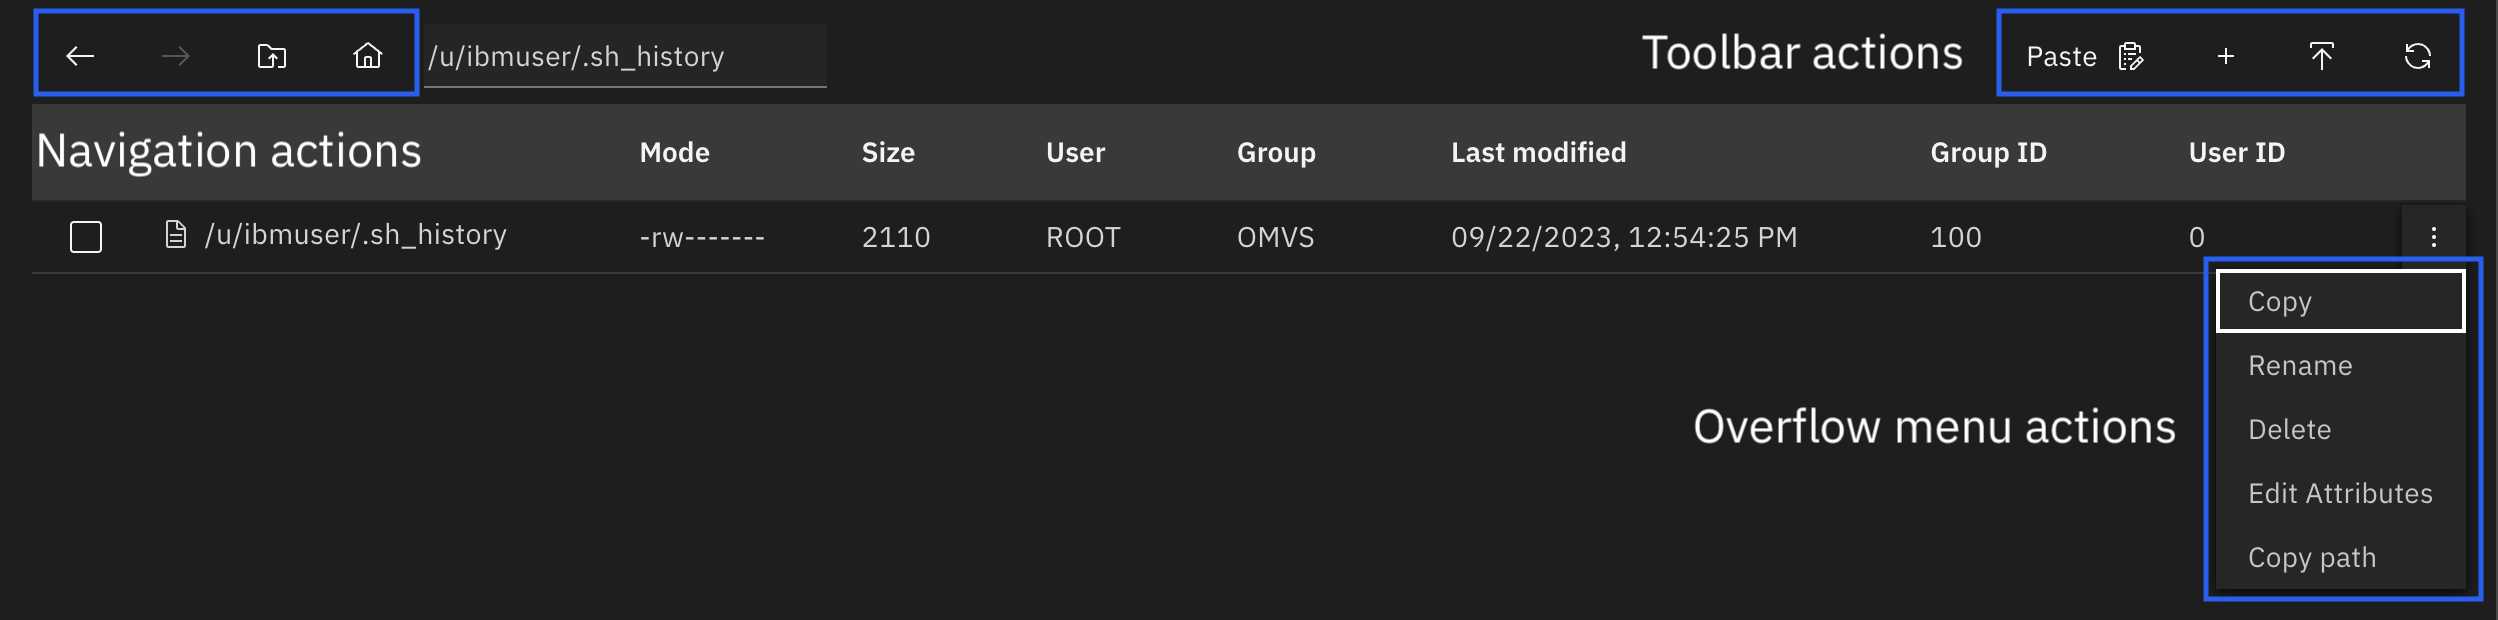 /u/ibmuser/.sh_history
Toolbar actions
Paste
Navigation actions
Mode Size User Group Last modified Group ID User ID
/u/ibmuser/.sh_history -rw------- 2110 ROOT OMVS 09/22/2023, 12:54:25 PM 100 0
Copy
Rename
Overflow menu actions
Delete
Edit Attributes
Copy path